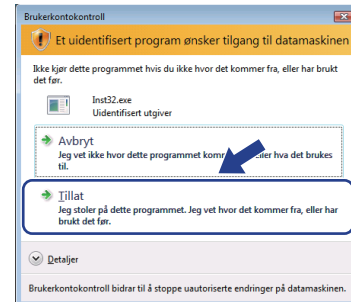 Brukerkontokontroll
Et uidentifisert program ønsker tilgang til datamaskinen
Ikke kjør dette programmet hvis du ikke hvor det kommer fra, eller har brukt
det før.
Inst32.exe
Uidentifisert utgiver
Avbryt
Jeg vet ikke hvor dette programmet kom eller hva det brukes
til.
Tillat
Jeg stoler på dette programmet. Jeg vet hvor det kommer fra, eller har
brukt det før.
Detaljer
Brukerkontokontroll bidrar til å stoppe uautoriserte endringer på datamaskinen.